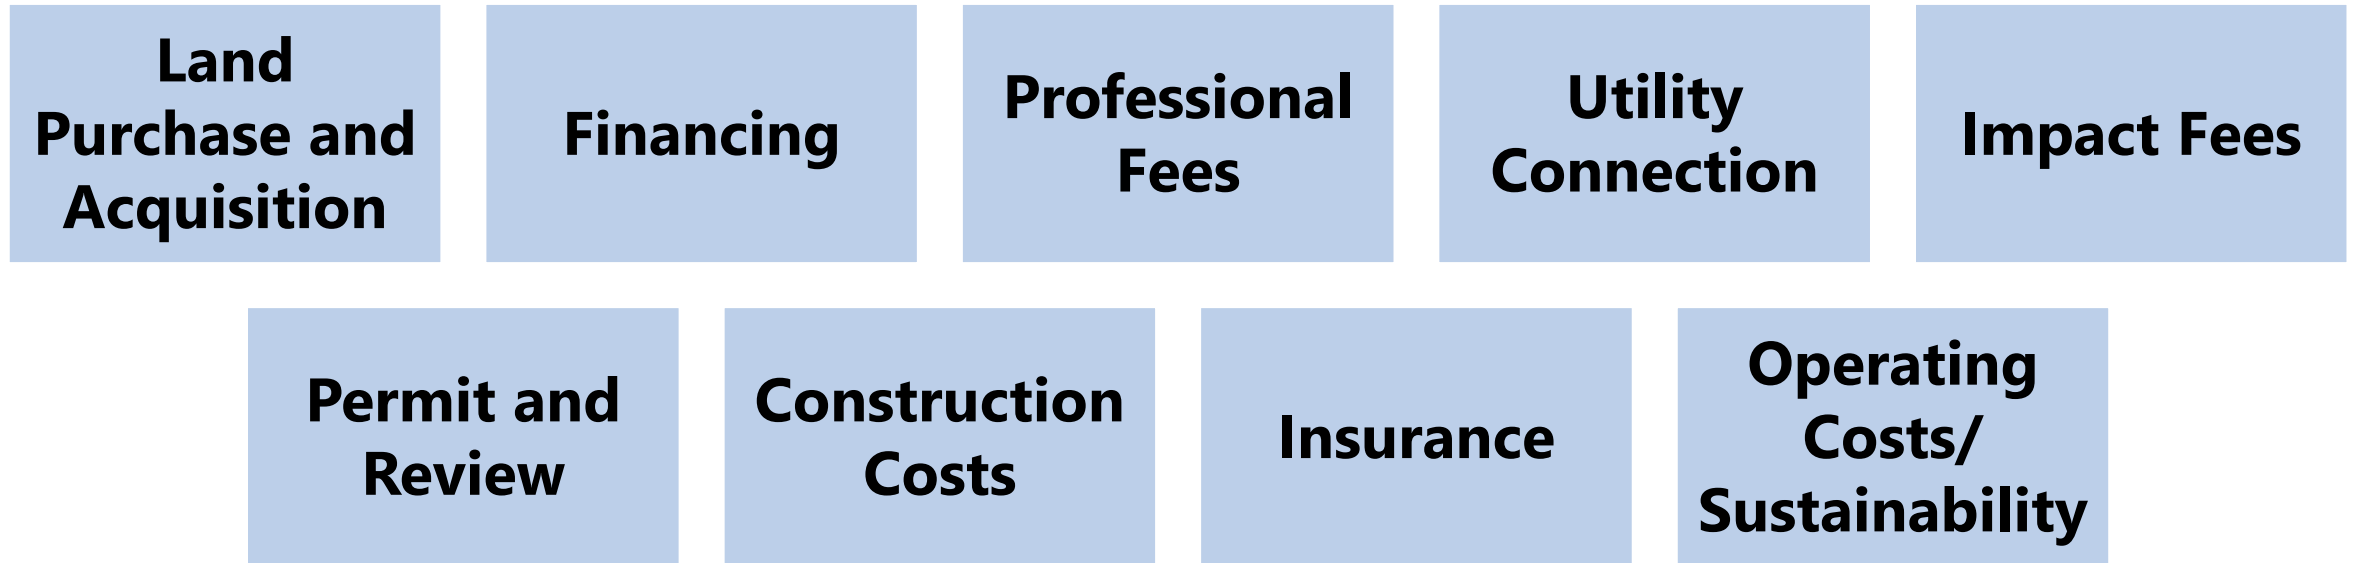 Land
Purchase and
Acquisition
Financing
Professional
Fees
Utility
Connection
Impact Fees
Permit and
Review
Construction
Costs
Insurance
Operating
Costs/
Sustainability